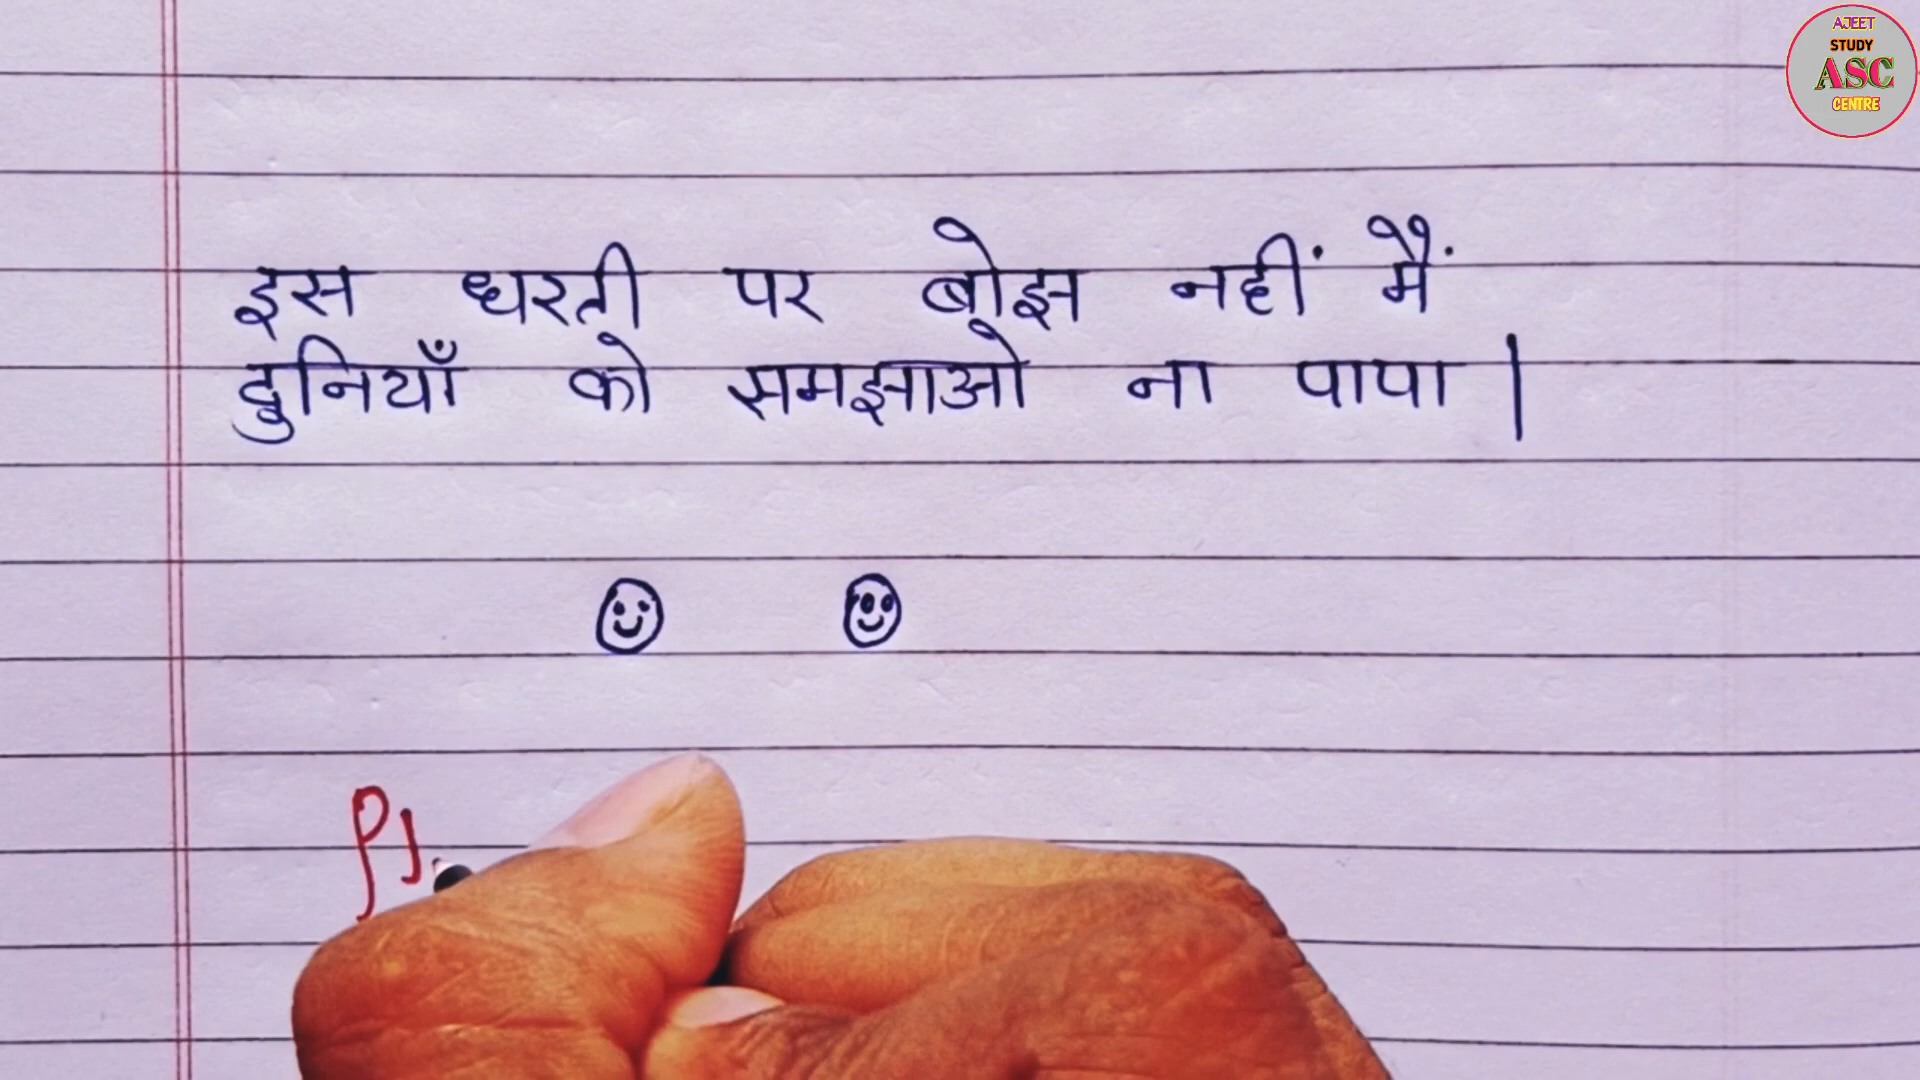 AJEET
STUDY
ASC
CENTRE
इस धरती पर बोझ नहीं मैं
दुनियाँ को समझाओ ना पापा |